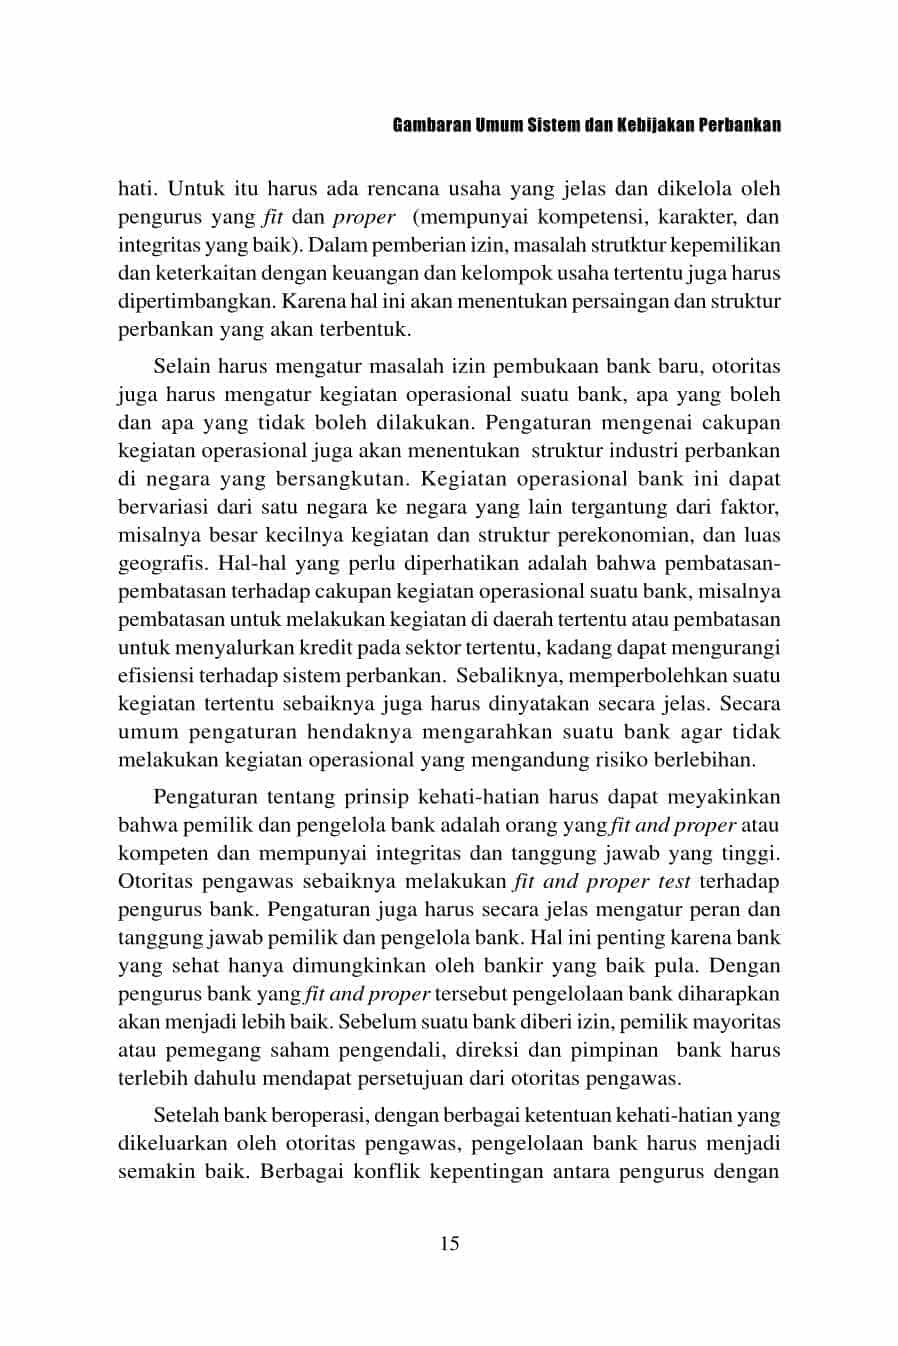 Gambaran Umum Sistem dan Kebijakan Perbankan
hati. Untuk itu harus ada rencana usaha yang jelas dan dikelola oleh
pengurus yang fit dan proper (mempunyai kompetensi, karakter, dan
integritas yang baik). Dalam pemberian izin, masalah strutktur kepemilikan
dan keterkaitan dengan keuangan dan kelompok usaha tertentu juga harus
dipertimbangkan. Karena hal ini akan menentukan persaingan dan struktur
perbankan yang akan terbentuk.
Selain harus mengatur masalah izin pembukaan bank baru, otoritas
juga harus mengatur kegiatan operasional suatu bank, apa yang boleh
dan apa yang tidak boleh dilakukan. Pengaturan mengenai cakupan
kegiatan operasional juga akan menentukan struktur industri perbankan
di negara yang bersangkutan. Kegiatan operasional bank ini dapat
bervariasi dari satu negara ke negara yang lain tergantung dari faktor,
misalnya besar kecilnya kegiatan dan struktur perekonomian, dan luas
geografis. Hal-hal yang perlu diperhatikan adalah bahwa pembatasan-
pembatasan terhadap cakupan kegiatan operasional suatu bank, misalnya
pembatasan untuk melakukan kegiatan di daerah tertentu atau pembatasan
untuk menyalurkan kredit pada sektor tertentu, kadang dapat mengurangi
efisiensi terhadap sistem perbankan. Sebaliknya, memperbolehkan suatu
kegiatan tertentu sebaiknya juga harus dinyatakan secara jelas. Secara
umum pengaturan hendaknya mengarahkan suatu bank agar tidak
melakukan kegiatan operasional yang mengandung risiko berlebihan.
Pengaturan tentang prinsip kehati-hatian harus dapat meyakinkan
bahwa pemilik dan pengelola bank adalah orang yang fit and proper atau
kompeten dan mempunyai integritas dan tanggung jawab yang tinggi.
Otoritas pengawas sebaiknya melakukan fit and proper test terhadap
pengurus bank. Pengaturan juga harus secara jelas mengatur peran dan
tanggung jawab pemilik dan pengelola bank. Hal ini penting karena bank
yang sehat hanya dimungkinkan oleh bankir yang baik pula. Dengan
pengurus bank yang fit and proper tersebut pengelolaan bank diharapkan
akan menjadi lebih baik. Sebelum suatu bank diberi izin, pemilik mayoritas
atau pemegang saham pengendali, direksi dan pimpinan bank harus
terlebih dahulu mendapat persetujuan dari otoritas pengawas.
Setelah bank beroperasi, dengan berbagai ketentuan kehati-hatian yang
dikeluarkan oleh otoritas pengawas, pengelolaan bank harus menjadi
semakin baik. Berbagai konflik kepentingan antara pengurus dengan
15